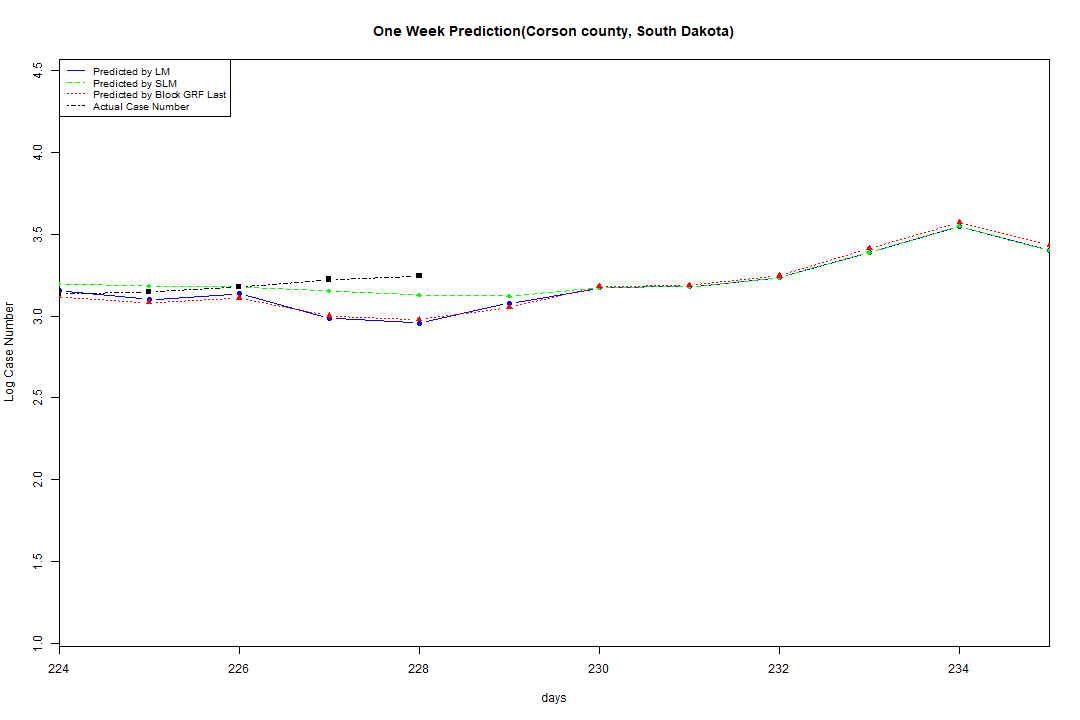 One Week Prediction(Corson county, South Dakota)
Predicted by LM
Predicted by SLM
Predicted by Block GRF Last
Actual Case Number
4.5
4.0
3.5
3.0
2.5
2.0
1.5
1.0
Log Case Number
224 226 228 230 232 234
days